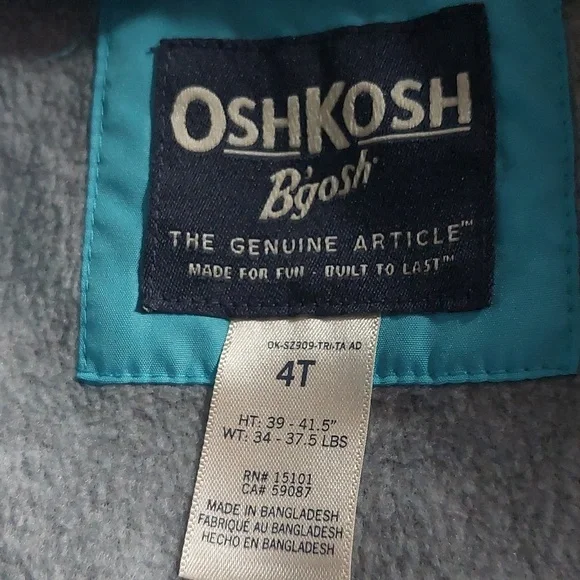 OSHKOSH
B'gosh
THE GENUINE ARTICLE™
MADE FOR FUN - BUILT TO LAST™
OK-SZ909-TRI-TA AD
4T
HT: 39 - 41.5"
WT: 34 - 37.5 LBS
RN# 15101
CA# 59087
MADE IN BANGLADESH
FABRIQUÉ AU BANGLADESH
HECHO EN BANGLADESH